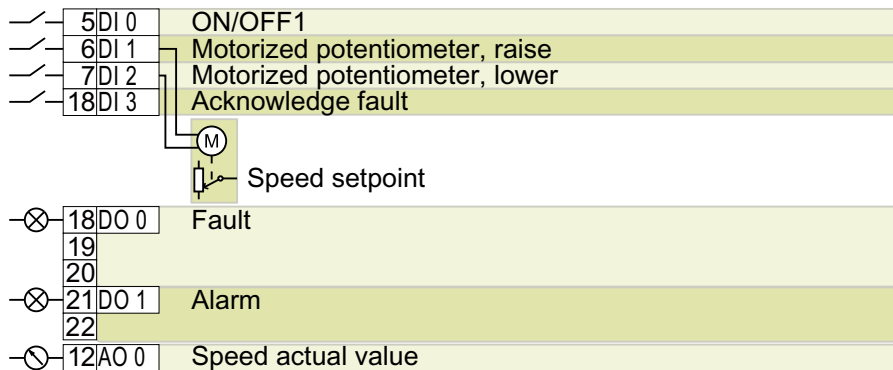 5 DI 0 ON/OFF1
6 DI 1 Motorized potentiometer, raise
7 DI 2 Motorized potentiometer, lower
18 DI 3 Acknowledge fault
M
Speed setpoint
18 DO 0 Fault
19
20
21 DO 1 Alarm
22
12 AO 0 Speed actual value